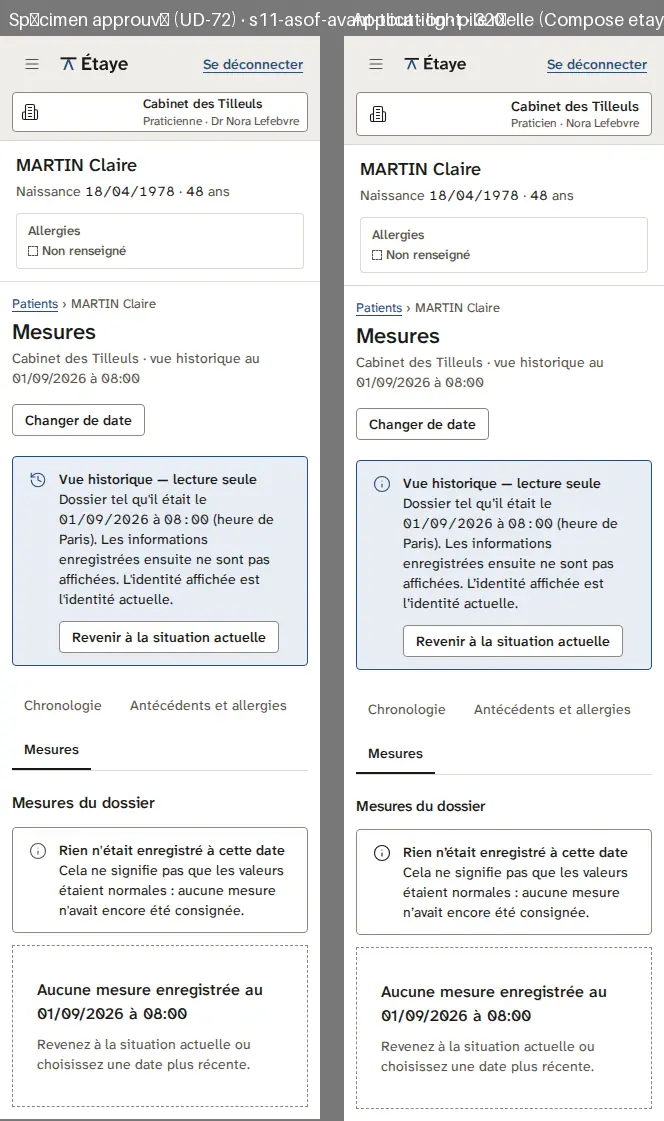 Spécimen approuvé (UD-72) · s11-asof-avant-tout · light · 320
(Compose etay
Étaye
Se déconnecter
Cabinet des Tilleuls
Praticienne · Dr Nora Lefebvre
MARTIN Claire
Naissance 18/04/1978 · 48 ans
Allergies
Non renseigné
Patients › MARTIN Claire
Mesures
Cabinet des Tilleuls · vue historique au
01/09/2026 à 08:00
Changer de date
Vue historique — lecture seule
Dossier tel qu'il était le
01/09/2026 à 08:00 (heure de
Paris). Les informations
enregistrées ensuite ne sont pas
affichées. L'identité affichée est
l'identité actuelle.
Revenir à la situation actuelle
Chronologie Antécédents et allergies
Mesures
Mesures du dossier
Rien n'était enregistré à cette date
Cela ne signifie pas que les valeurs
étaient normales : aucune mesure
n'avait encore été consignée.
Aucune mesure enregistrée au
01/09/2026 à 08:00
Revenez à la situation actuelle ou
choisissez une date plus récente.
Étaye
Se déconnecter
Cabinet des Tilleuls
Praticien · Nora Lefebvre
MARTIN Claire
Naissance 18/04/1978 · 48 ans
Allergies
Non renseigné
Patients › MARTIN Claire
Mesures
Cabinet des Tilleuls · vue historique au
01/09/2026 à 08:00
Changer de date
Vue historique — lecture seule
Dossier tel qu’il était le
01/09/2026 à 08:00 (heure de
Paris). Les informations
enregistrées ensuite ne sont pas
affichées. L’identité affichée est
l’identité actuelle.
Revenir à la situation actuelle
Chronologie Antécédents et allergies
Mesures
Mesures du dossier
Rien n’était enregistré à cette date
Cela ne signifie pas que les valeurs
étaient normales : aucune mesure
n’avait encore été consignée.
Aucune mesure enregistrée au
01/09/2026 à 08:00
Revenez à la situation actuelle ou
choisissez une date plus récente.